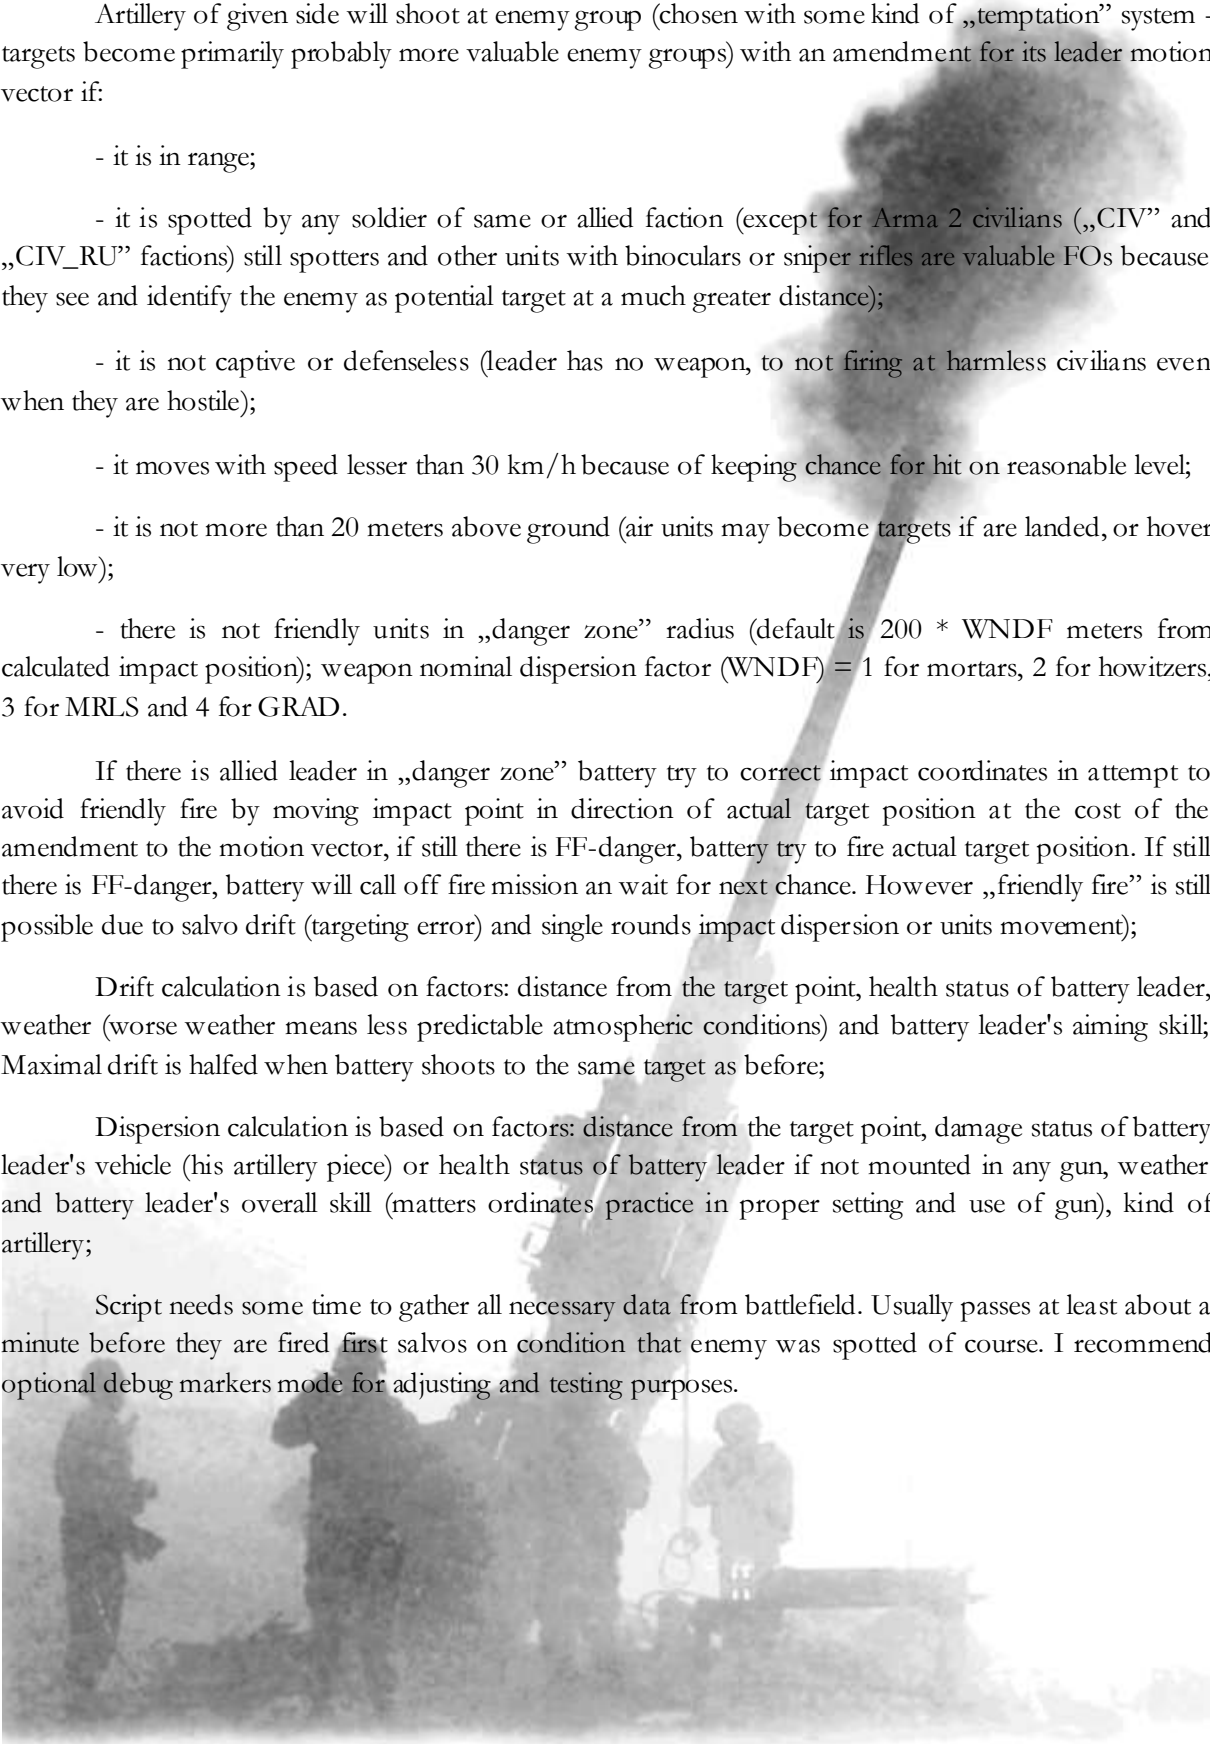 Artillery of given side will shoot at enemy group (chosen with some kind of „temptation” system -
targets become primarily probably more valuable enemy groups) with an amendment for its leader motion
vector if:
- it is in range;
- it is spotted by any soldier of same or allied faction (except for Arma 2 civilians („CIV” and
„CIV_RU” factions) still spotters and other units with binoculars or sniper rifles are valuable FOs because
they see and identify the enemy as potential target at a much greater distance);
- it is not captive or defenseless (leader has no weapon, to not firing at harmless civilians even
when they are hostile);
- it moves with speed lesser than 30 km/h because of keeping chance for hit on reasonable level;
- it is not more than 20 meters above ground (air units may become targets if are landed, or hover
very low);
- there is not friendly units in „danger zone” radius (default is 200 * WNDF meters from
calculated impact position); weapon nominal dispersion factor (WNDF) = 1 for mortars, 2 for howitzers,
3 for MRLS and 4 for GRAD.
If there is allied leader in „danger zone” battery try to correct impact coordinates in attempt to
avoid friendly fire by moving impact point in direction of actual target position at the cost of the
amendment to the motion vector, if still there is FF-danger, battery try to fire actual target position. If still
there is FF-danger, battery will call off fire mission an wait for next chance. However „friendly fire” is still
possible due to salvo drift (targeting error) and single rounds impact dispersion or units movement);
Drift calculation is based on factors: distance from the target point, health status of battery leader,
weather (worse weather means less predictable atmospheric conditions) and battery leader's aiming skill;
Maximal drift is halfed when battery shoots to the same target as before;
Dispersion calculation is based on factors: distance from the target point, damage status of battery
leader's vehicle (his artillery piece) or health status of battery leader if not mounted in any gun, weather
and battery leader's overall skill (matters ordinates practice in proper setting and use of gun), kind of
artillery;
Script needs some time to gather all necessary data from battlefield. Usually passes at least about a
minute before they are fired first salvos on condition that enemy was spotted of course. I recommend
optional debug markers mode for adjusting and testing purposes.